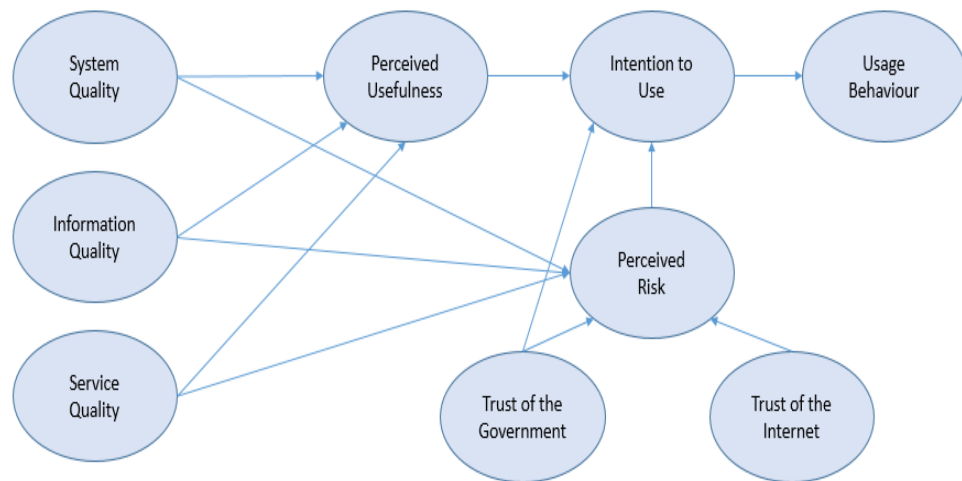 System
Quality
Perceived
Usefulness
Intention to
Use
Usage
Behaviour
Information
Quality
Perceived
Risk
Service
Quality
Trust of the
Government
Trust of the
Internet